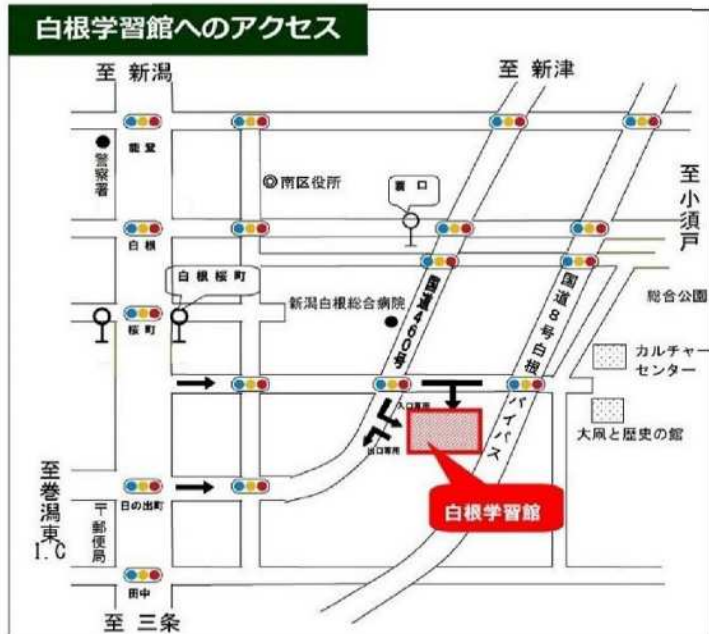 白根学習館へのアクセス
至 新潟
至 新津
能登
警察署
◎南区役所
裏口
至小須戸
白根
白根桜町
桜町
新潟白根総合病院
国道460号
国道8号白根バイパス
総合公園
カルチャー
センター
大凧と歴史の館
入口専用
出口専用
白根学習館
至巻潟東
I.C
日の出町
〒郵便局
田中
至 三条